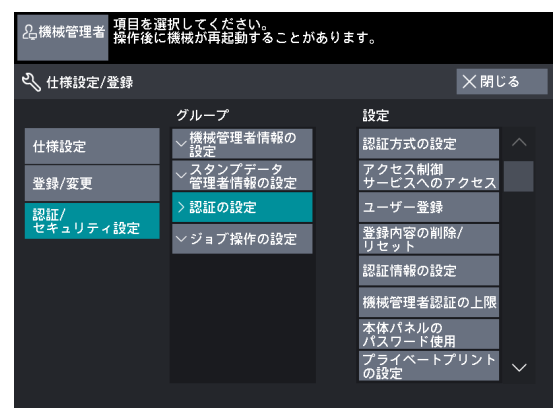 機械管理者
項目を選択してください。
操作後に機械が再起動することがあります。
仕様設定/登録
閉じる
グループ
設定
仕様設定
登録/変更
認証/
セキュリティ設定
機械管理者情報の
設定
スタンプデータ
管理者情報の設定
認証の設定
ジョブ操作の設定
認証方式の設定
アクセス制御
サービスへのアクセス
ユーザー登録
登録内容の削除/
リセット
認証情報の設定
機械管理者認証の上限
本体パネルの
パスワード使用
プライベートプリント
の設定